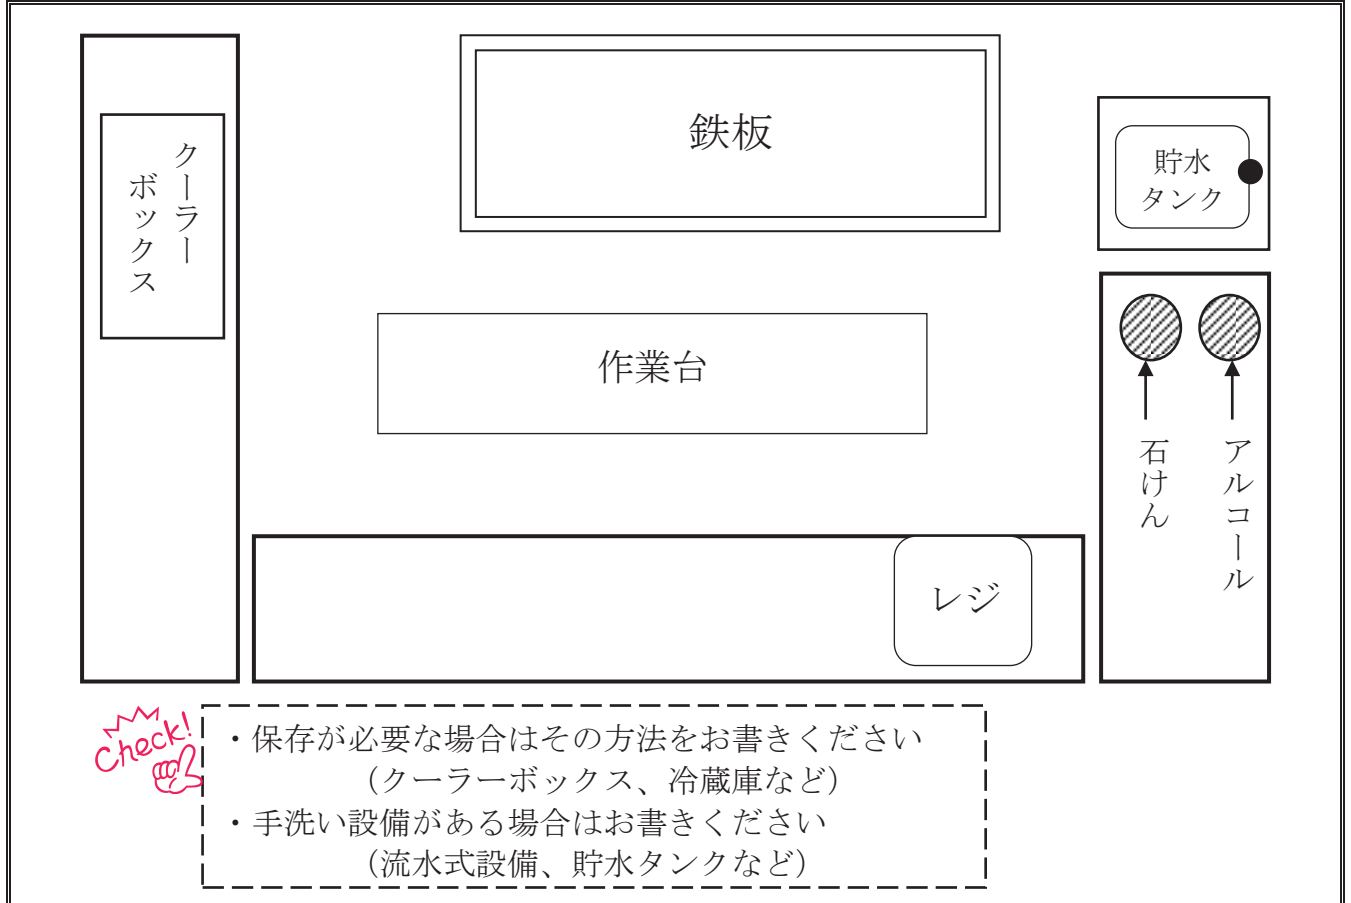 鉄板
クーラー
ボックス
貯水
タンク
作業台
石けん
アルコール
レジ
Check!
・保存が必要な場合はその方法をお書きください
（クーラーボックス、冷蔵庫など）
・手洗い設備がある場合はお書きください
（流水式設備、貯水タンクなど）